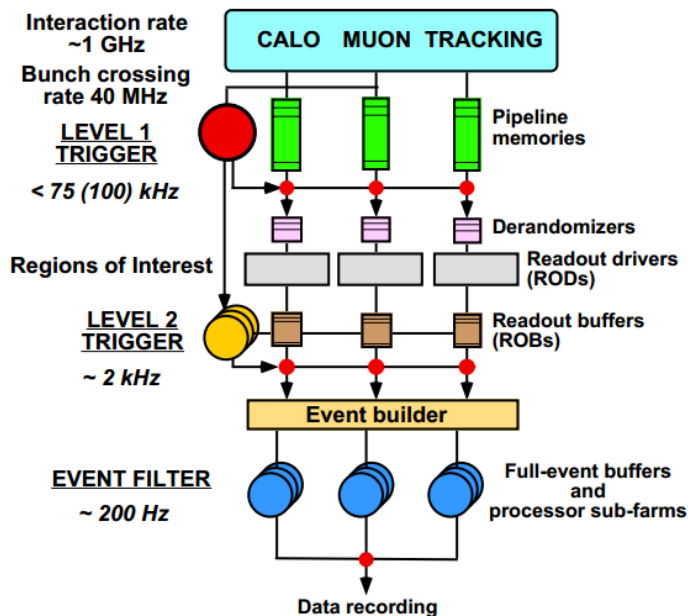 Interaction rate
~1 GHz
CALO MUON TRACKING
Bunch crossing
rate 40 MHz
LEVEL 1
TRIGGER
< 75 (100) kHz
Pipeline
memories
Derandomizers
Regions of Interest
Readout drivers
(RODs)
LEVEL 2
TRIGGER
~ 2 kHz
Readout buffers
(ROBs)
Event builder
EVENT FILTER
~ 200 Hz
Full-event buffers
and
processor sub-farms
Data recording